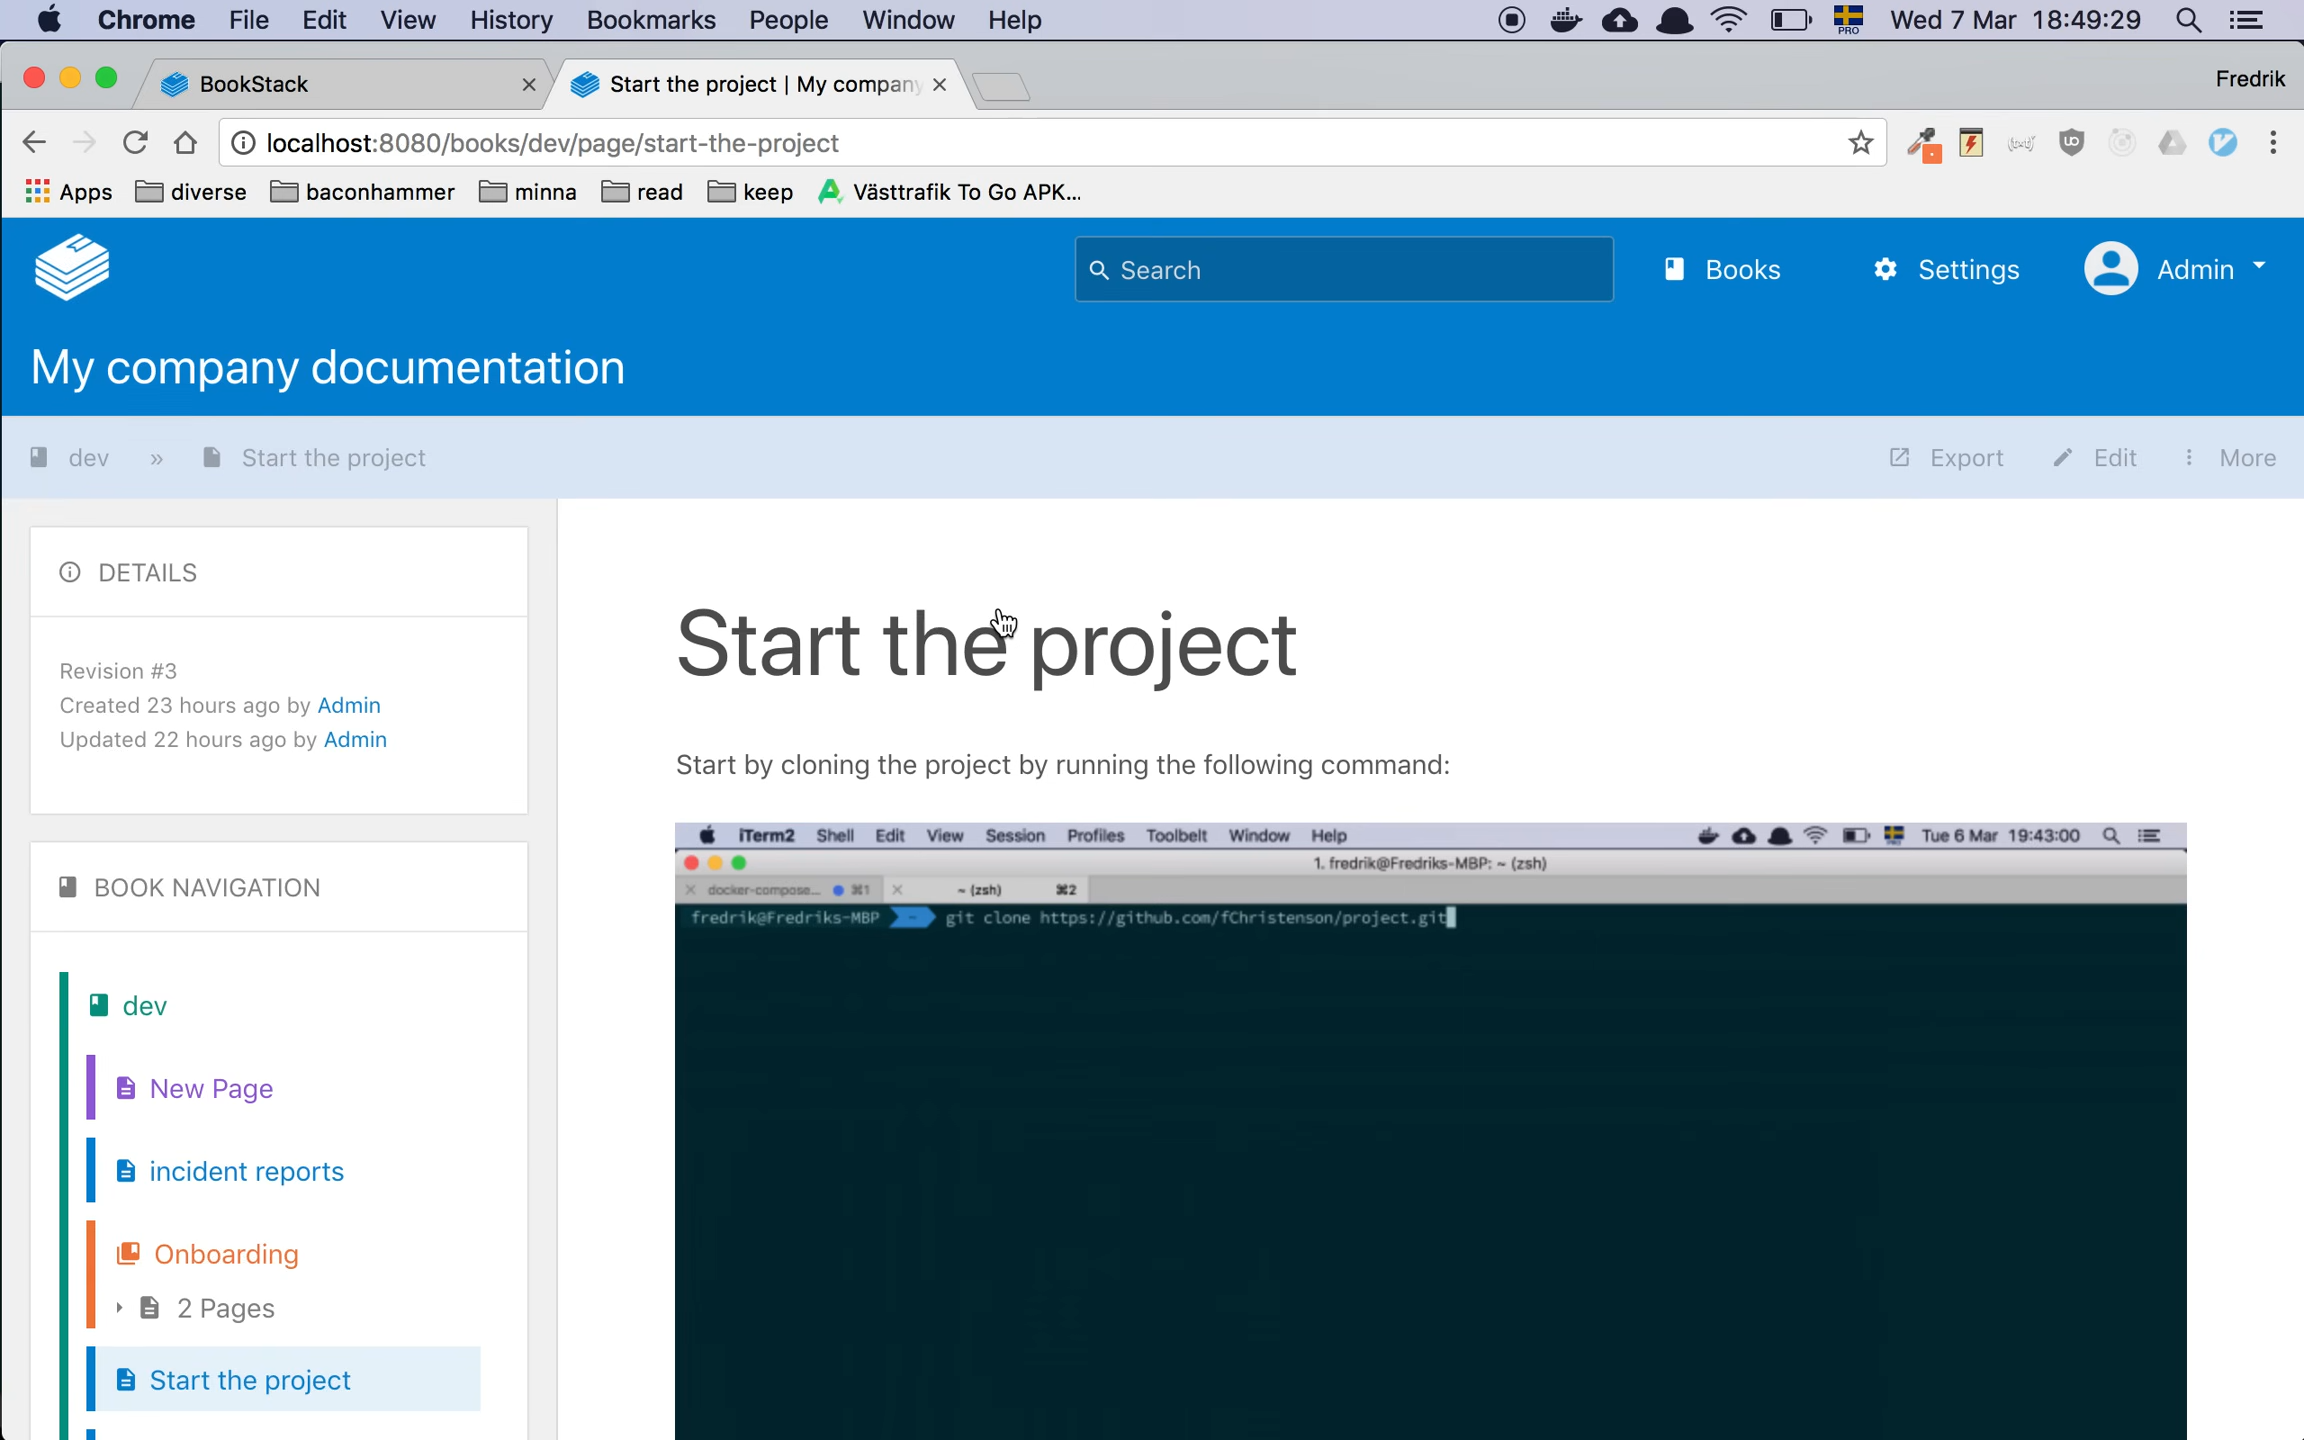 Chrome File Edit View History Bookmarks People Window Help PRO Wed 7 Mar 18:49:29
BookStack Start the project | My company Fredrik
localhost:8080/books/dev/page/start-the-project
Apps diverse baconhammer minna read keep Västtrafik To Go APK...
Search Books Settings Admin
My company documentation
dev » Start the project Export Edit More
DETAILS
Revision #3
Created 23 hours ago by Admin
Updated 22 hours ago by Admin
BOOK NAVIGATION
dev
New Page
incident reports
Onboarding
2 Pages
Start the project
Start the project
Start by cloning the project by running the following command:
iTerm2 Shell Edit View Session Profiles Toolbelt Window Help Tue 6 Mar 19:43:00
1. fredrik@Fredriks-MBP: ~ (zsh)
docker-compose... ⌘1 ~ (zsh) ⌘2
fredrik@Fredriks-MBP ~ git clone https://github.com/fChristenson/project.git